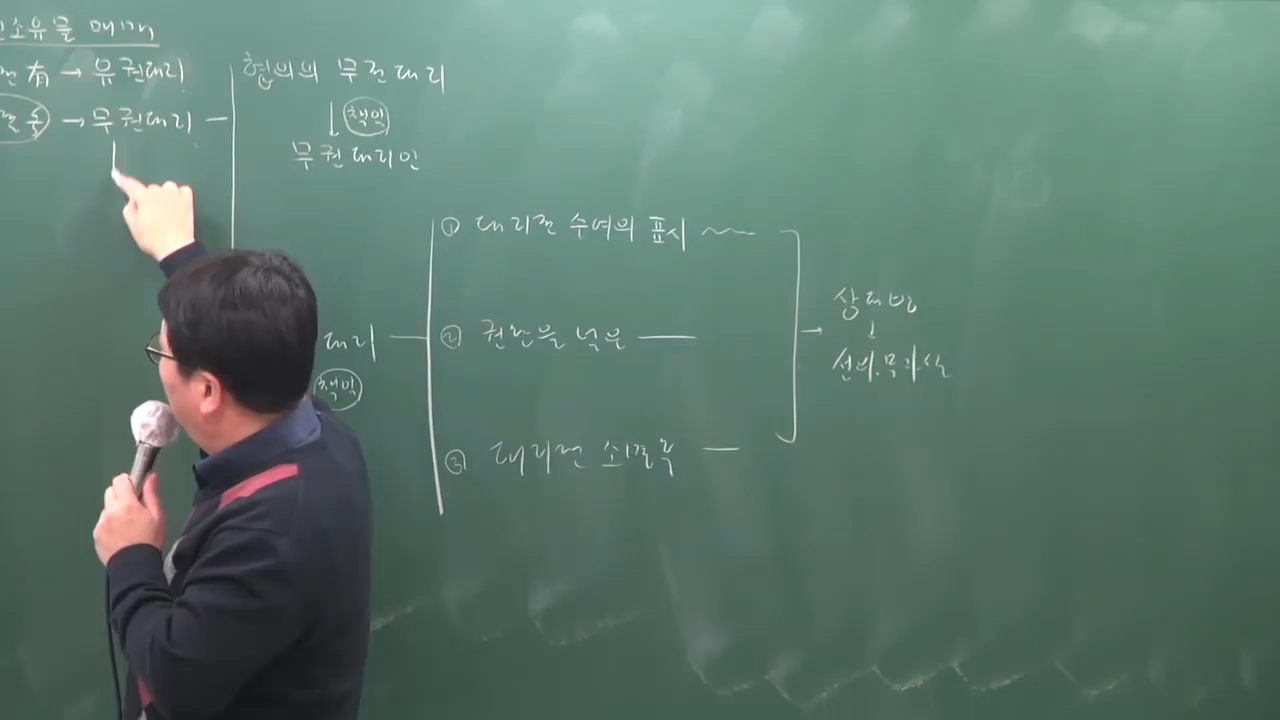 소유물 매매
有 → 유권대리
→ 무권대리 —
협의의 무권대리
↓ 책임
무권대리인
① 대리권 수여의 표시 ~~
대리 — ② 권한을 넘은 —
책임
③ 대리권 소멸후 —
→ 상대방
↓
선의·무과실